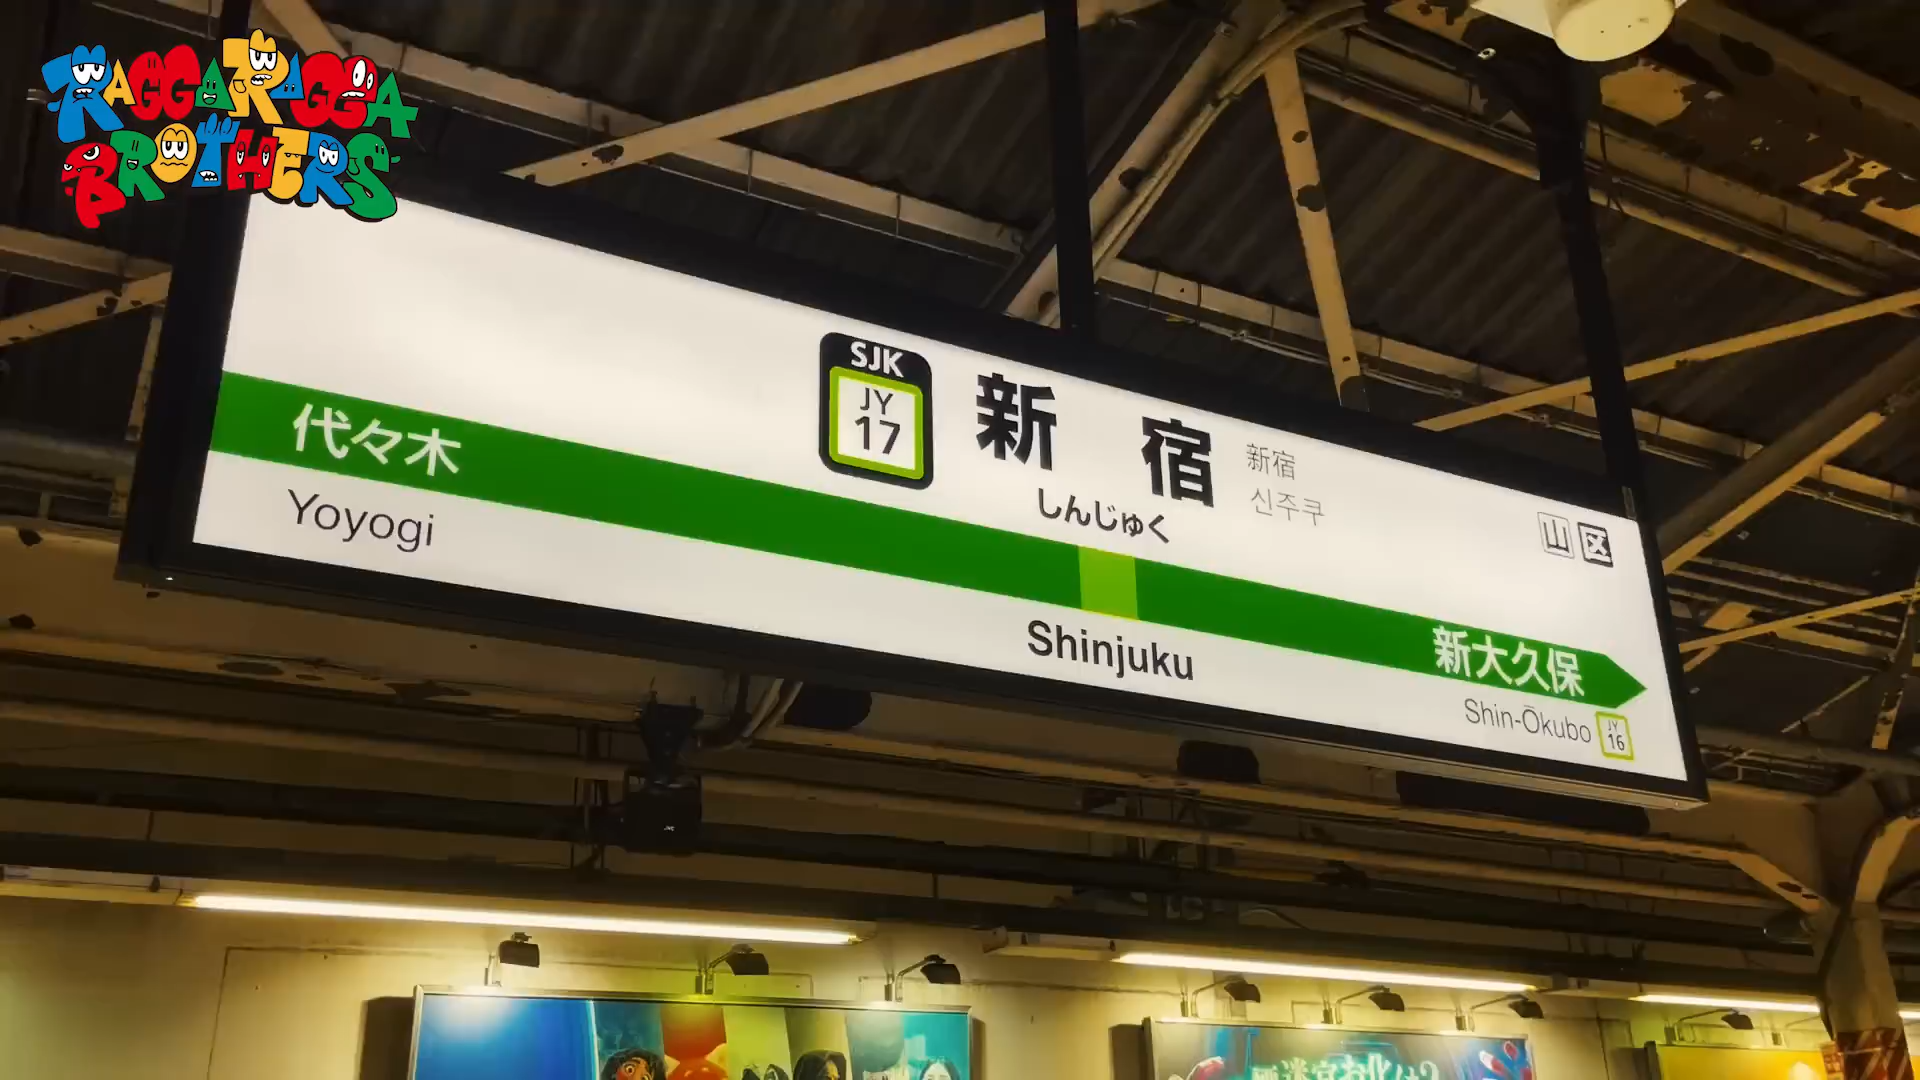 RAGGARAGGA
BROTHERS
SJK
JY
17
新宿
新宿
신주쿠
しんじゅく
山区
代々木
Yoyogi
Shinjuku
新大久保
Shin-Ōkubo
JY
16